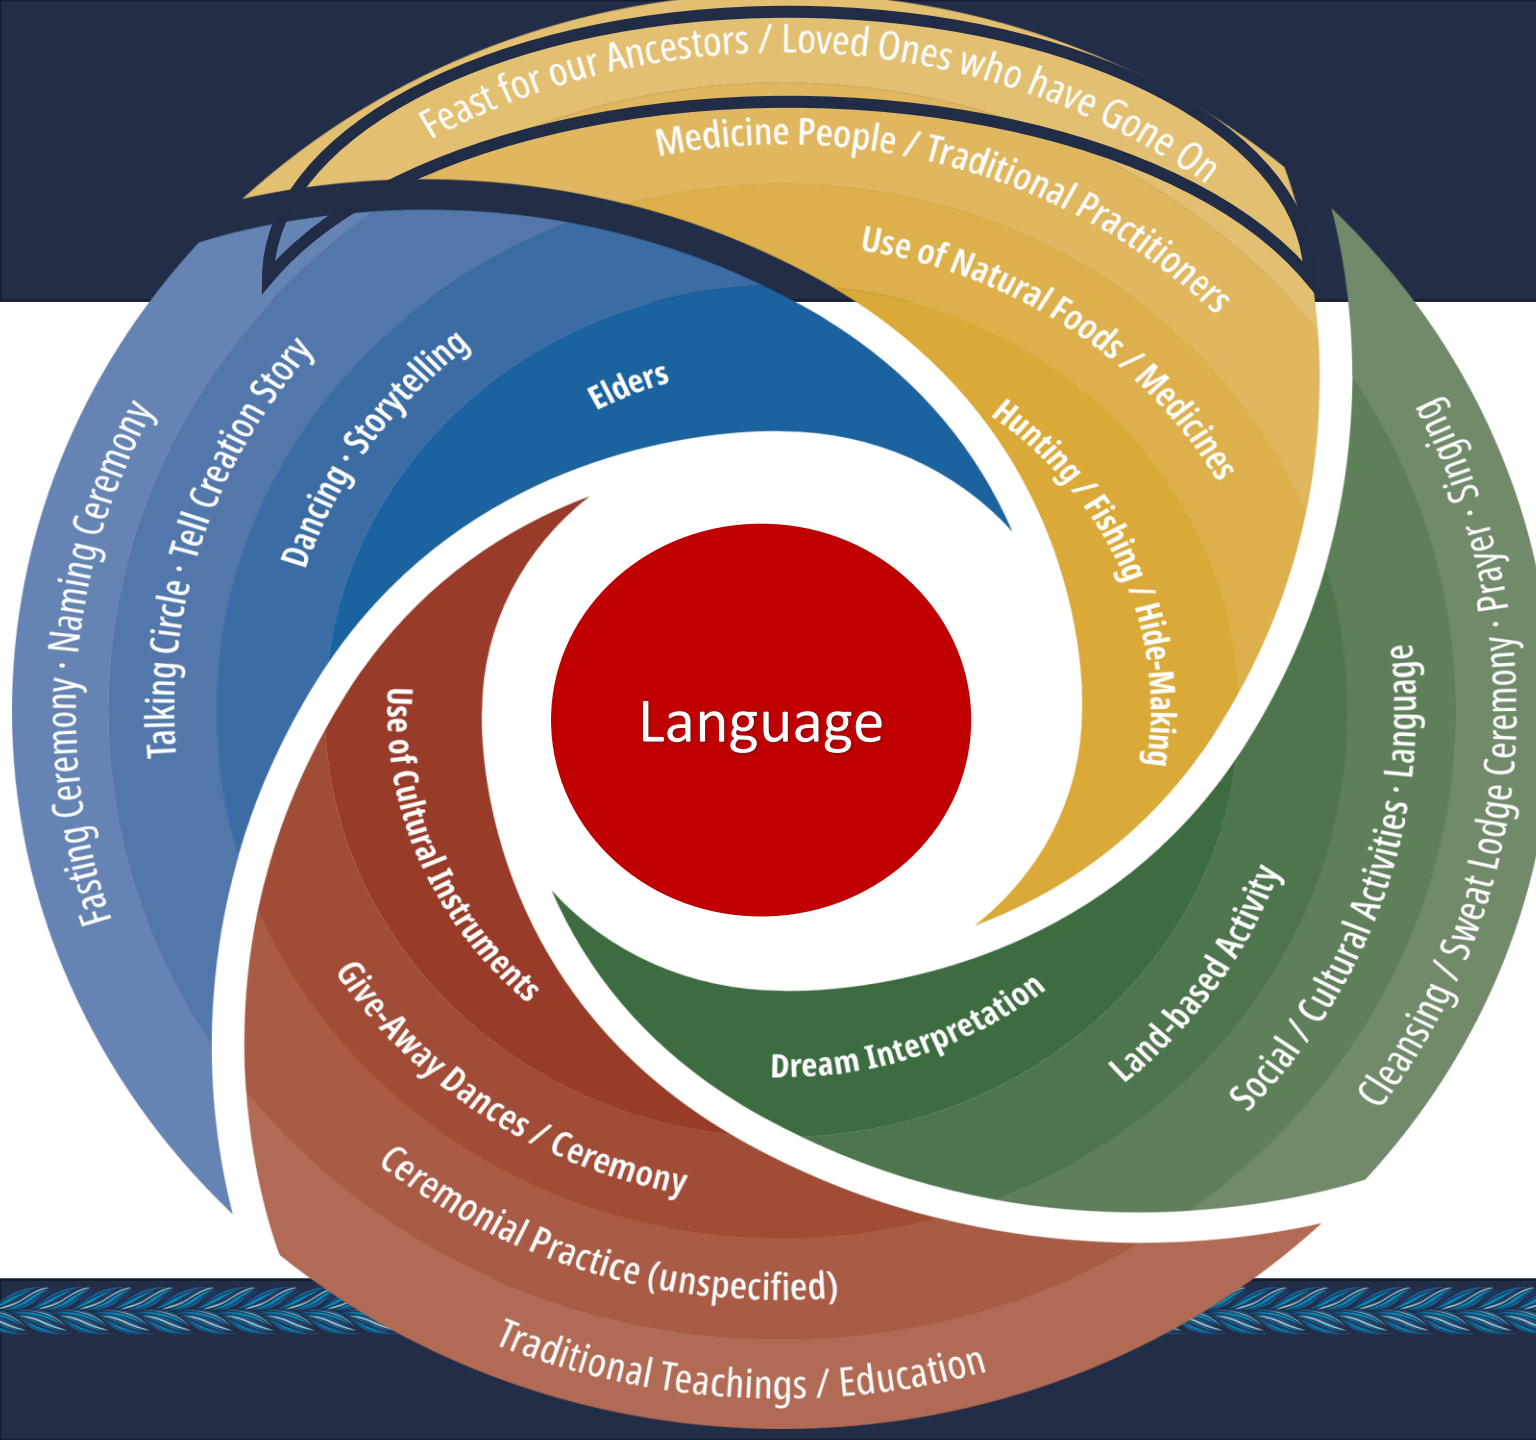 Feast for our Ancestors / Loved Ones who have Gone On
Medicine People / Traditional Practitioners
Use of Natural Foods / Medicines
Hunting / Fishing / Hide-Making
Fasting Ceremony · Naming Ceremony
Talking Circle · Tell Creation Story
Dancing · Storytelling
Elders
Language
Cleansing / Sweat Lodge Ceremony · Prayer · Singing
Social / Cultural Activities · Language
Land-based Activity
Dream Interpretation
Use of Cultural Instruments
Give-Away Dances / Ceremony
Ceremonial Practice (unspecified)
Traditional Teachings / Education